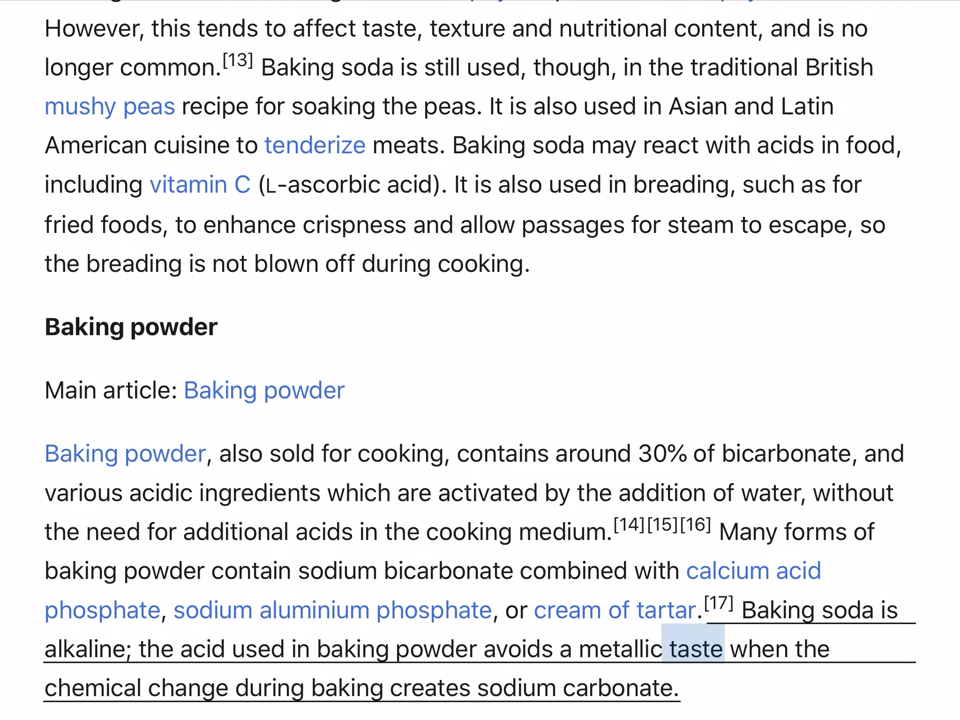 However, this tends to affect taste, texture and nutritional content, and is no
longer common.[13] Baking soda is still used, though, in the traditional British
mushy peas recipe for soaking the peas. It is also used in Asian and Latin
American cuisine to tenderize meats. Baking soda may react with acids in food,
including vitamin C (L-ascorbic acid). It is also used in breading, such as for
fried foods, to enhance crispness and allow passages for steam to escape, so
the breading is not blown off during cooking.
Baking powder
Main article: Baking powder
Baking powder, also sold for cooking, contains around 30% of bicarbonate, and
various acidic ingredients which are activated by the addition of water, without
the need for additional acids in the cooking medium.[14][15][16] Many forms of
baking powder contain sodium bicarbonate combined with calcium acid
phosphate, sodium aluminium phosphate, or cream of tartar.[17] Baking soda is
alkaline; the acid used in baking powder avoids a metallic taste when the
chemical change during baking creates sodium carbonate.